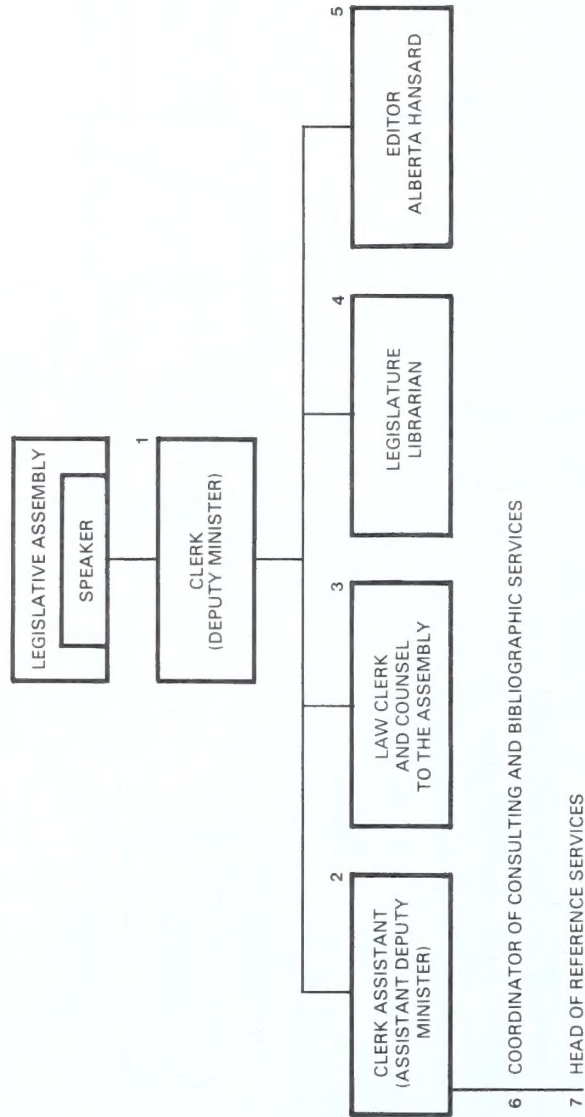 LEGISLATIVE ASSEMBLY
SPEAKER
1
CLERK
(DEPUTY MINISTER)
2
CLERK ASSISTANT
(ASSISTANT DEPUTY
MINISTER)
3
LAW CLERK
AND COUNSEL
TO THE ASSEMBLY
4
LEGISLATURE
LIBRARIAN
5
EDITOR
ALBERTA HANSARD
6 COORDINATOR OF CONSULTING AND BIBLIOGRAPHIC SERVICES
7 HEAD OF REFERENCE SERVICES